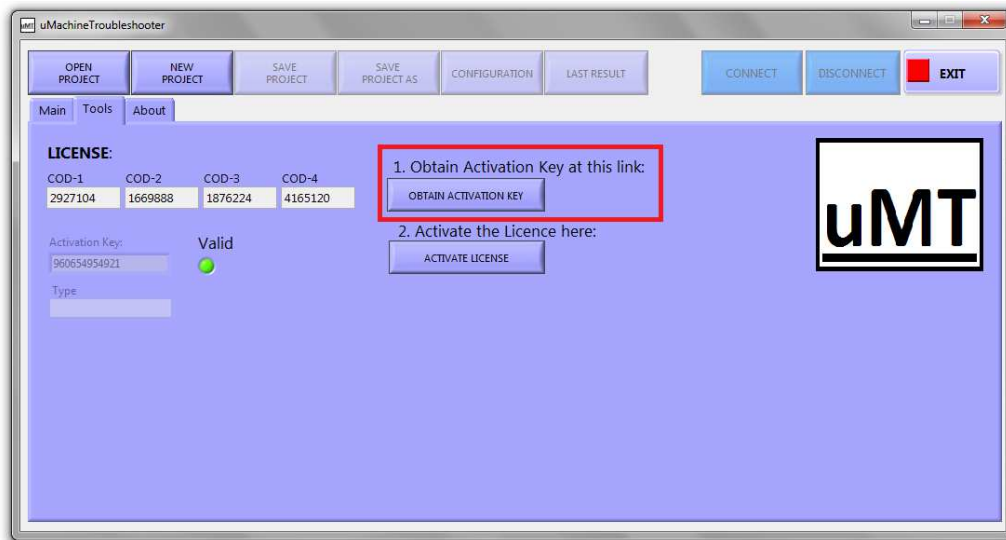 uMT uMachineTroubleshooter
OPEN PROJECT
NEW PROJECT
SAVE PROJECT
SAVE PROJECT AS
CONFIGURATION
LAST RESULT
CONNECT
DISCONNECT
EXIT
Main Tools About
LICENSE:
COD-1 COD-2 COD-3 COD-4
2927104 1669888 1876224 4165120
Activation Key:
960654954921
Valid
Type
1. Obtain Activation Key at this link:
OBTAIN ACTIVATION KEY
2. Activate the Licence here:
ACTIVATE LICENSE
uMT